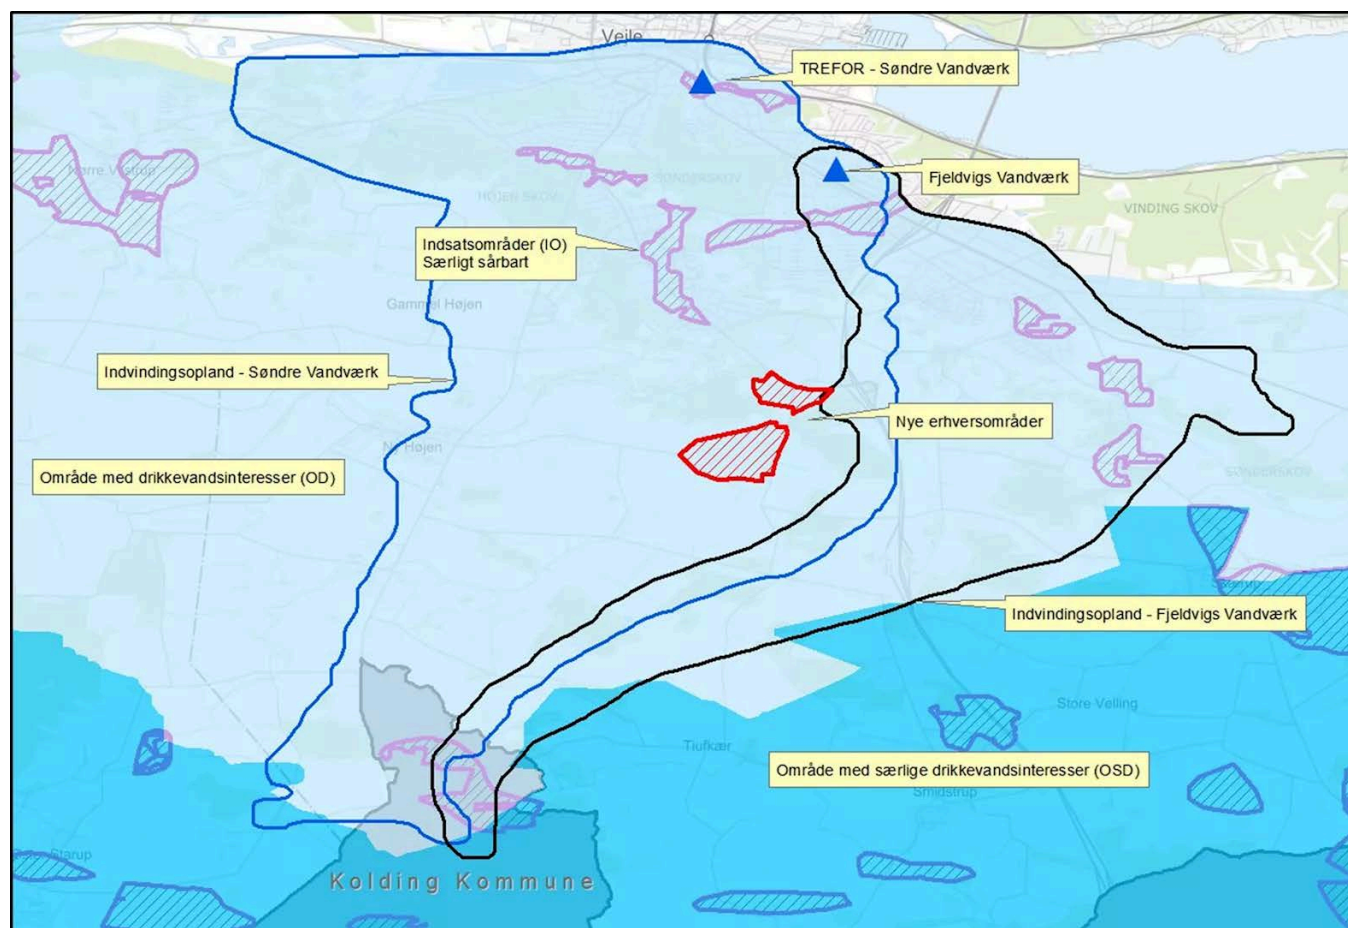 Vejle
TREFOR - Søndre Vandværk
Fjeldvigs Vandværk
Nørre Vilstrup
HØJEN SKOV
SØNDERSKOV
VINDING SKOV
Indsatsområder (IO)
Særligt sårbart
Gammel Højen
Indvindingsopland - Søndre Vandværk
Nye erhversområder
Ny Højen
Område med drikkevandsinteresser (OD)
SØNDERSKOV
Indvindingsopland - Fjeldvigs Vandværk
Store Velling
Tiufkær
Område med særlige drikkevandsinteresser (OSD)
Smidstrup
Starup
Kolding Kommune